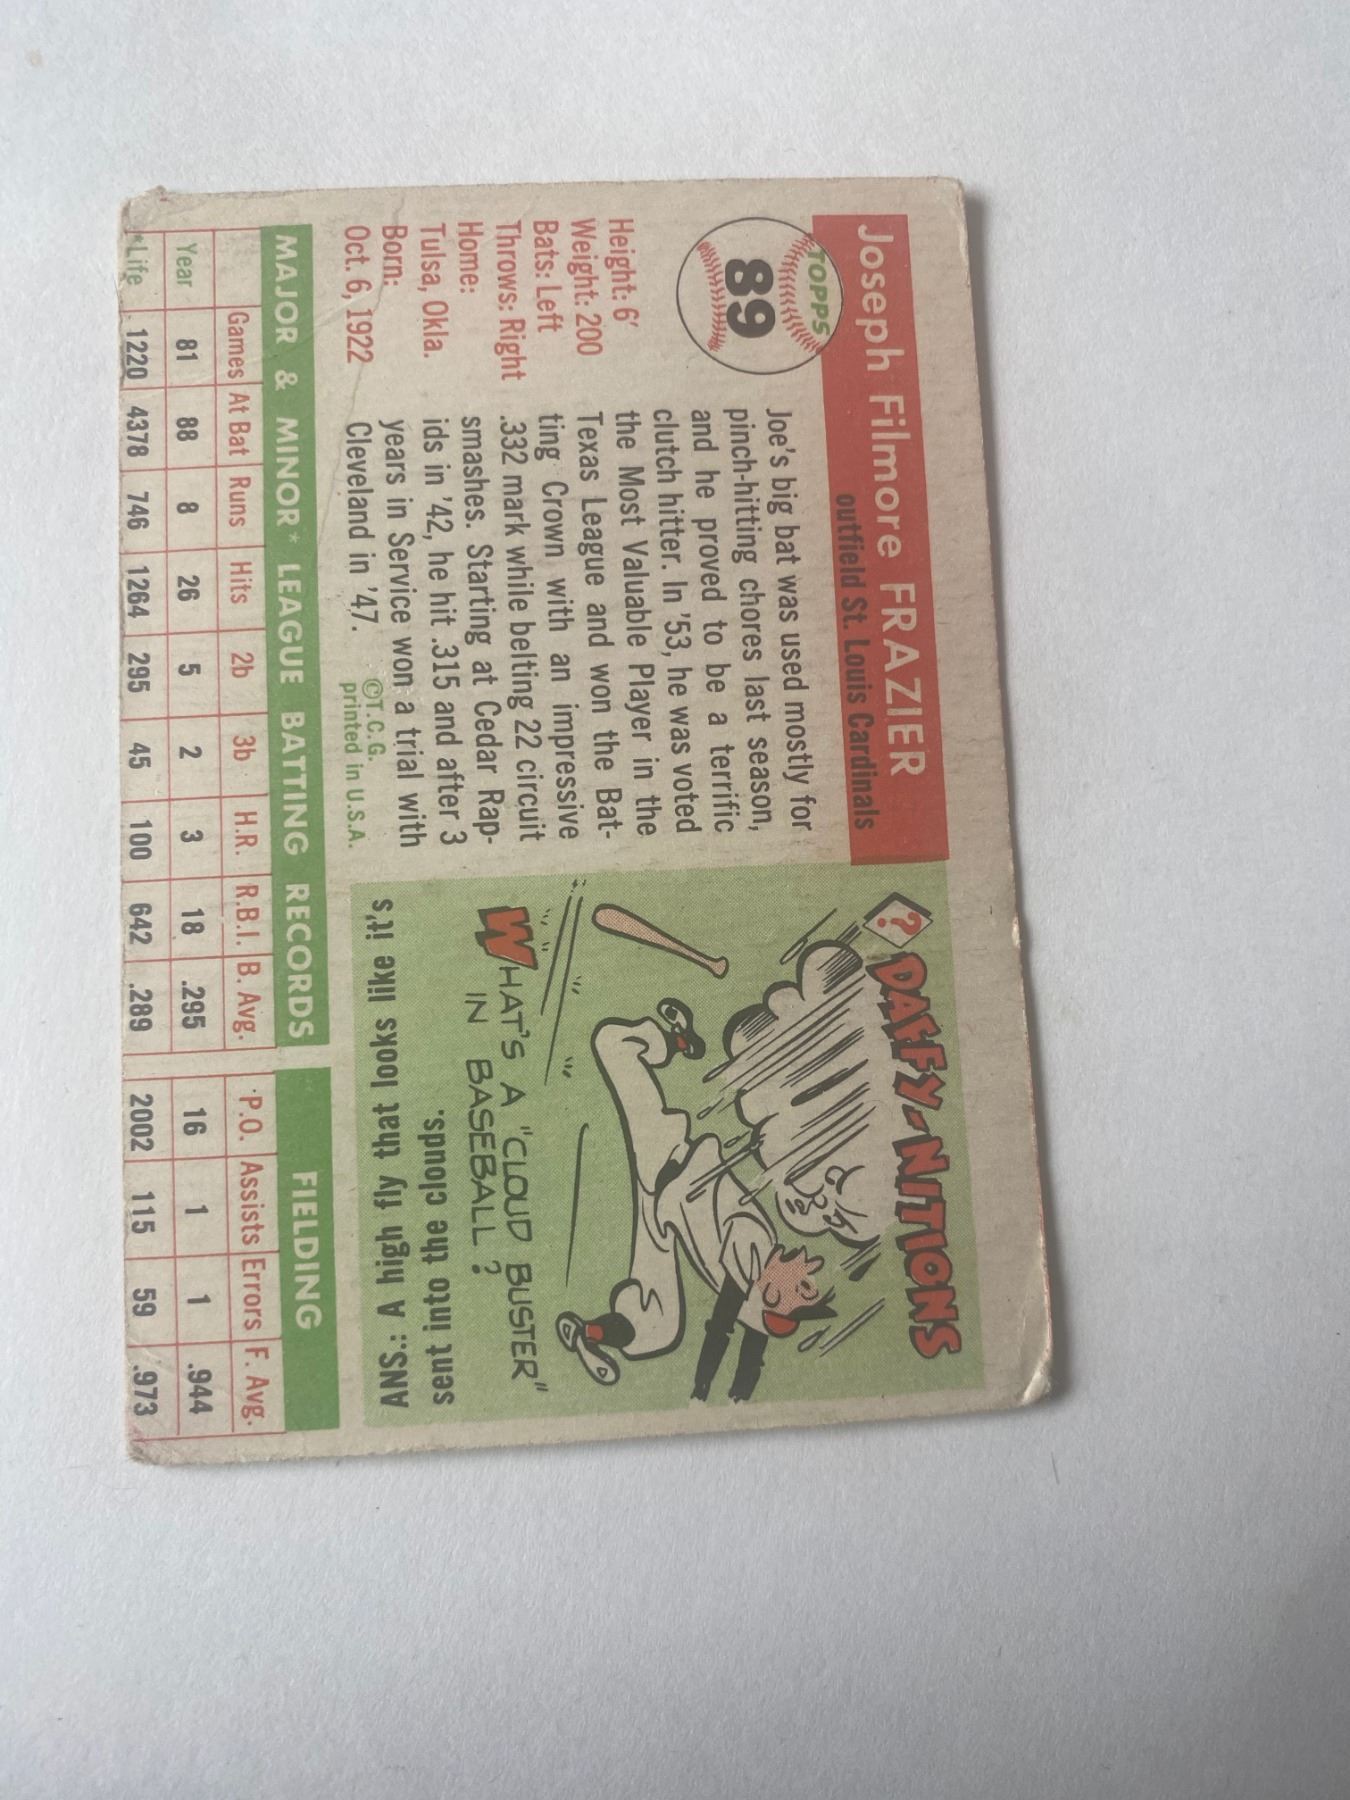 TOPPS
89
Joseph Filmore FRAZIER
outfield St. Louis Cardinals
Height: 6'
Weight: 200
Bats: Left
Throws: Right
Home:
Tulsa, Okla.
Born:
Oct. 6, 1922
Joe's big bat was used mostly for
pinch-hitting chores last season,
and he proved to be a terrific
clutch hitter. In '53, he was voted
the Most Valuable Player in the
Texas League and won the Bat-
ting Crown with an impressive
.332 mark while belting 22 circuit
smashes. Starting at Cedar Rap-
ids in '42, he hit .315 and after 3
years in Service won a trial with
Cleveland in '47.
©T.C.G.
printed in U.S.A.
? DAFFY-NITIONS
WHAT'S A "CLOUD BUSTER"
IN BASEBALL?
ANS.: A high fly that looks like it's
sent into the clouds.
MAJOR & MINOR* LEAGUE BATTING RECORDS FIELDING
Games At Bat Runs Hits 2b 3b H.R. R.B.I. B. Avg. P.O. Assists Errors F. Avg.
Year 81 88 8 26 5 2 3 18 .295 16 1 1 .944
*Life 1220 4378 746 1264 295 45 100 642 .289 2002 115 59 .973